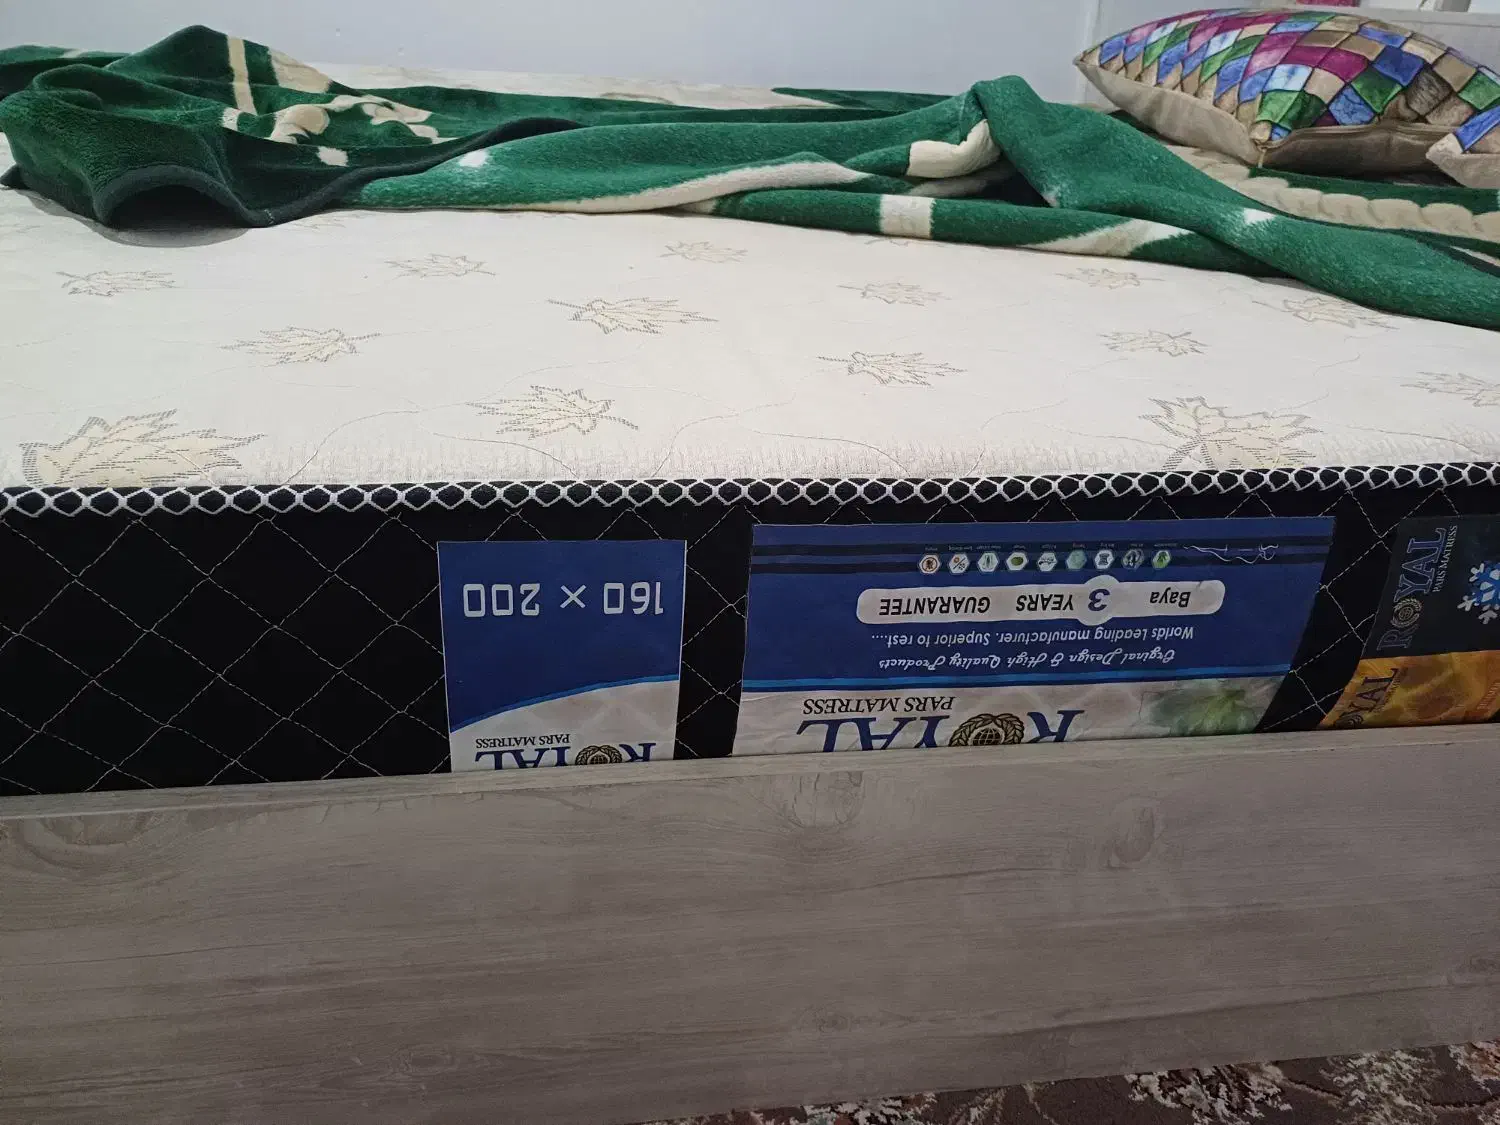 160 × 200
ROYAL
PARS MATRESS
ROYAL
PARS MATRESS
Orginal Design & High Quality Products
Worlds Leading manufacturer. Superior to rest....
Baya 3 YEARS GUARANTEE
ROYAL
PARS MATRESS
ROYAL